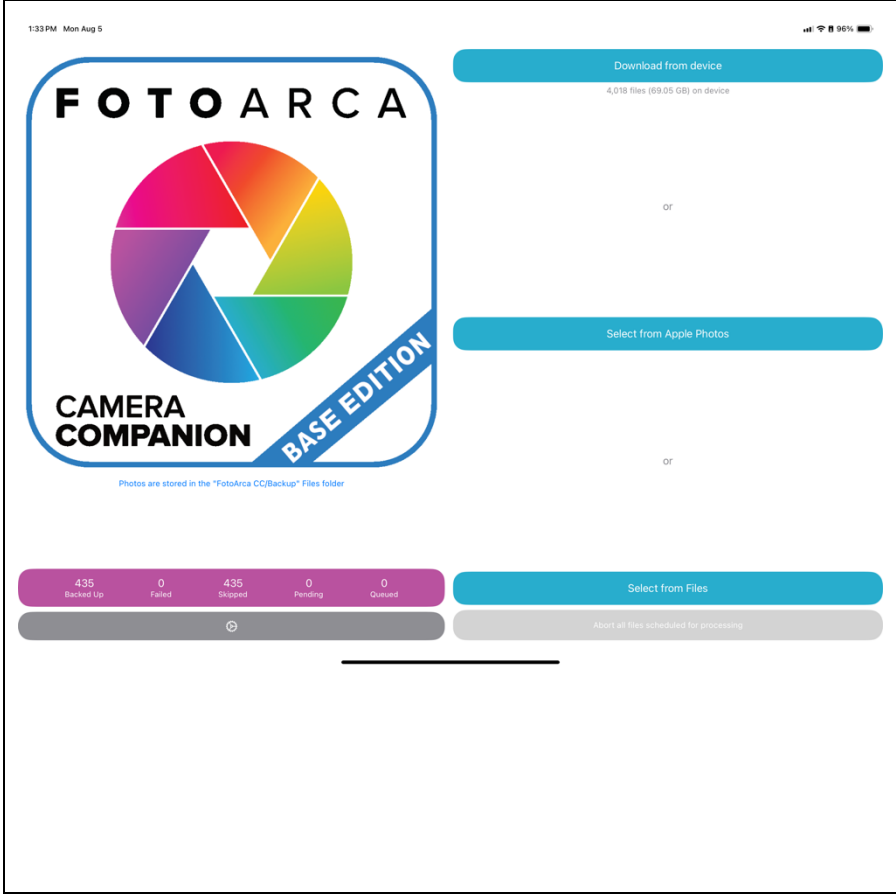 1:33 PM Mon Aug 5
96%
FOTOARCA
CAMERA
COMPANION
BASE EDITION
Photos are stored in the "FotoArca CC/Backup" Files folder
435 0 435 0 0
Backed Up Failed Skipped Pending Queued
Download from device
4,018 files (69.05 GB) on device
or
Select from Apple Photos
or
Select from Files
Abort all files scheduled for processing